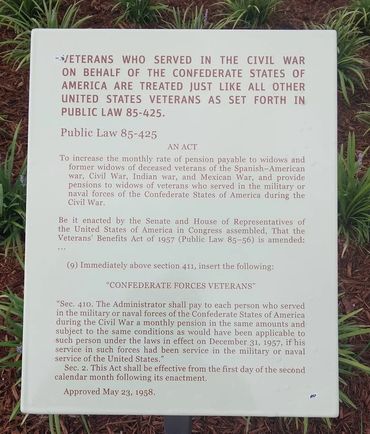 VETERANS WHO SERVED IN THE CIVIL WAR
ON BEHALF OF THE CONFEDERATE STATES OF
AMERICA ARE TREATED JUST LIKE ALL OTHER
UNITED STATES VETERANS AS SET FORTH IN
PUBLIC LAW 85-425.
Public Law 85-425
AN ACT
To increase the monthly rate of pension payable to widows and
former widows of deceased veterans of the Spanish-American
war, Civil War, Indian war, and Mexican War, and provide
pensions to widows of veterans who served in the military or
naval forces of the Confederate States of America during the
Civil War.
Be it enacted by the Senate and House of Representatives of
the United States of America in Congress assembled, That the
Veterans' Benefits Act of 1957 (Public Law 85-56) is amended:
...
(9) Immediately above section 411, insert the following:
"CONFEDERATE FORCES VETERANS"
"Sec. 410. The Administrator shall pay to each person who served
in the military or naval forces of the Confederate States of America
during the Civil War a monthly pension in the same amounts and
subject to the same conditions as would have been applicable to
such person under the laws in effect on December 31, 1957, if his
service in such forces had been service in the military or naval
service of the United States."
Sec. 2. This Act shall be effective from the first day of the second
calendar month following its enactment.
Approved May 23, 1958.